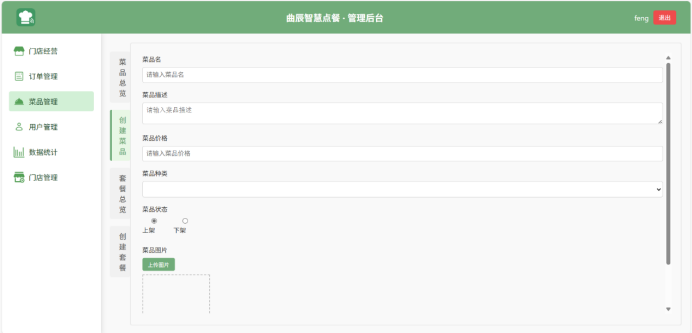 曲辰智慧点餐 - 管理后台
feng
退出
门店经营
订单管理
菜品管理
用户管理
数据统计
门店管理
菜品总览
创建菜品
套餐总览
创建套餐
菜品名
请输入菜品名
菜品描述
请输入菜品描述
菜品价格
请输入菜品价格
菜品种类
菜品状态
上架 下架
菜品图片
上传图片